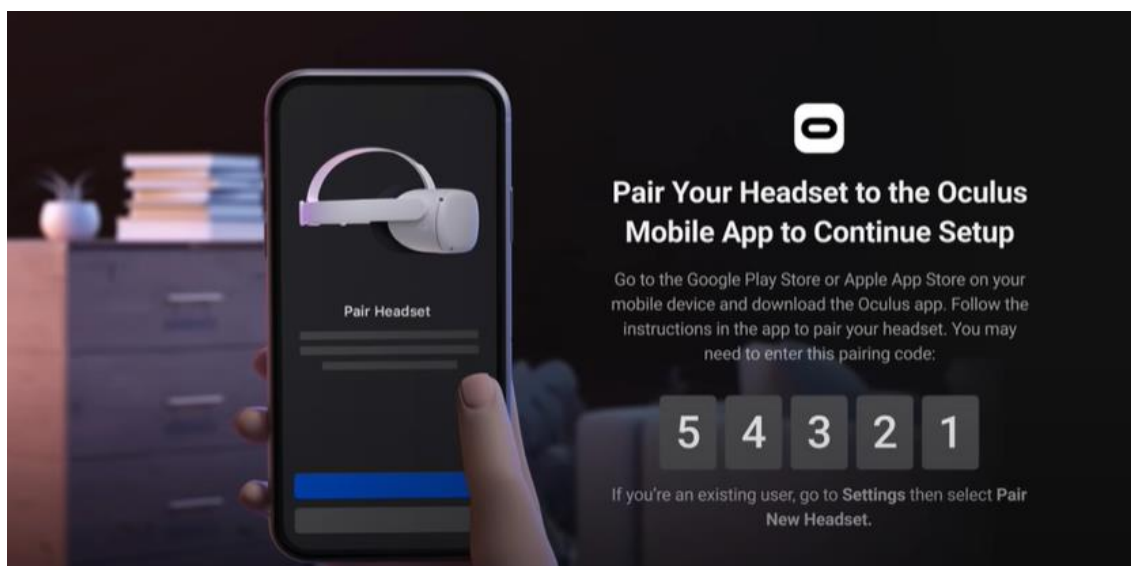 Pair Headset
Pair Your Headset to the Oculus
Mobile App to Continue Setup
Go to the Google Play Store or Apple App Store on your
mobile device and download the Oculus app. Follow the
instructions in the app to pair your headset. You may
need to enter this pairing code:
5 4 3 2 1
If you're an existing user, go to Settings then select Pair
New Headset.